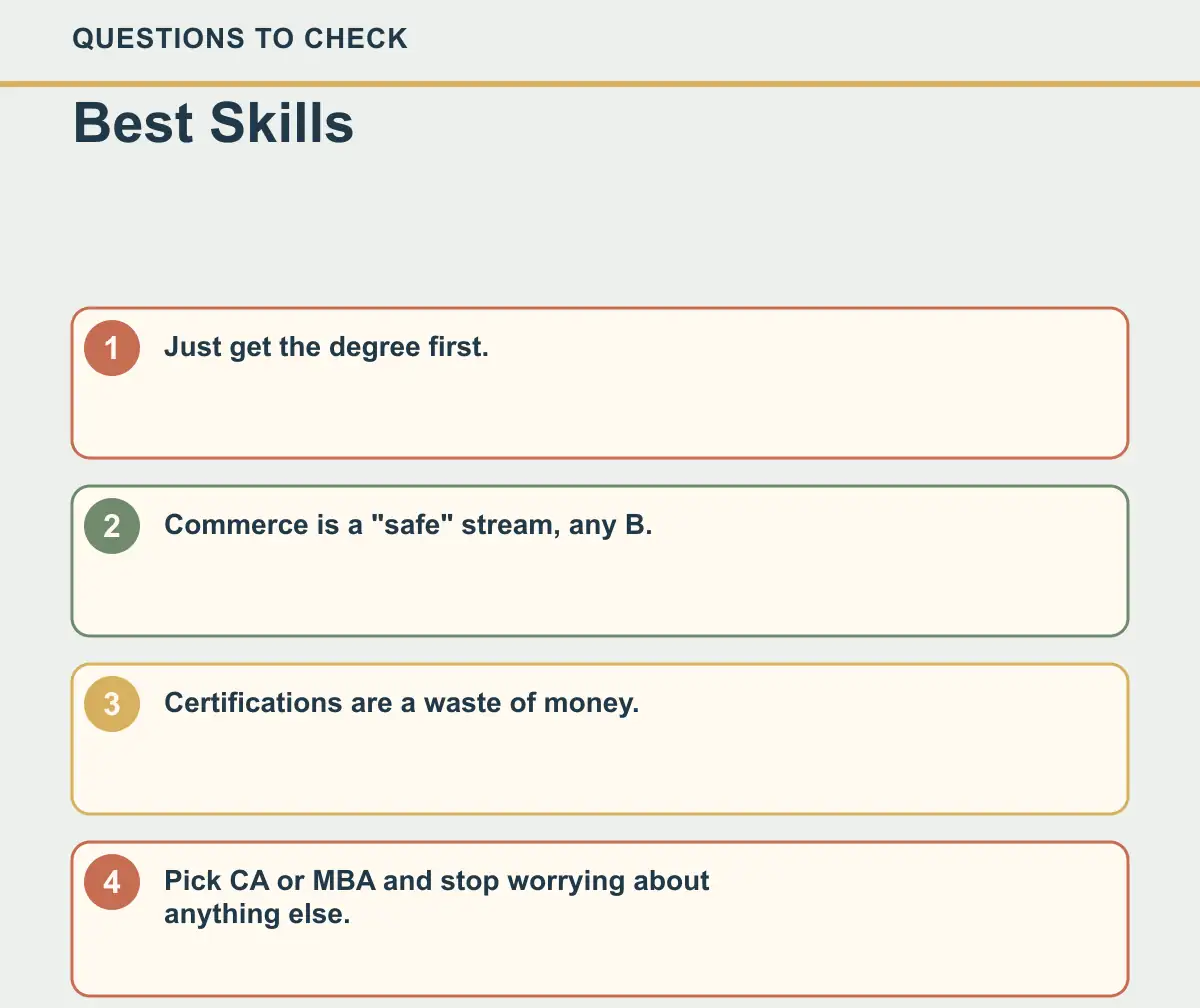 QUESTIONS TO CHECK
Best Skills
1 Just get the degree first.
2 Commerce is a "safe" stream, any B.
3 Certifications are a waste of money.
4 Pick CA or MBA and stop worrying about
anything else.